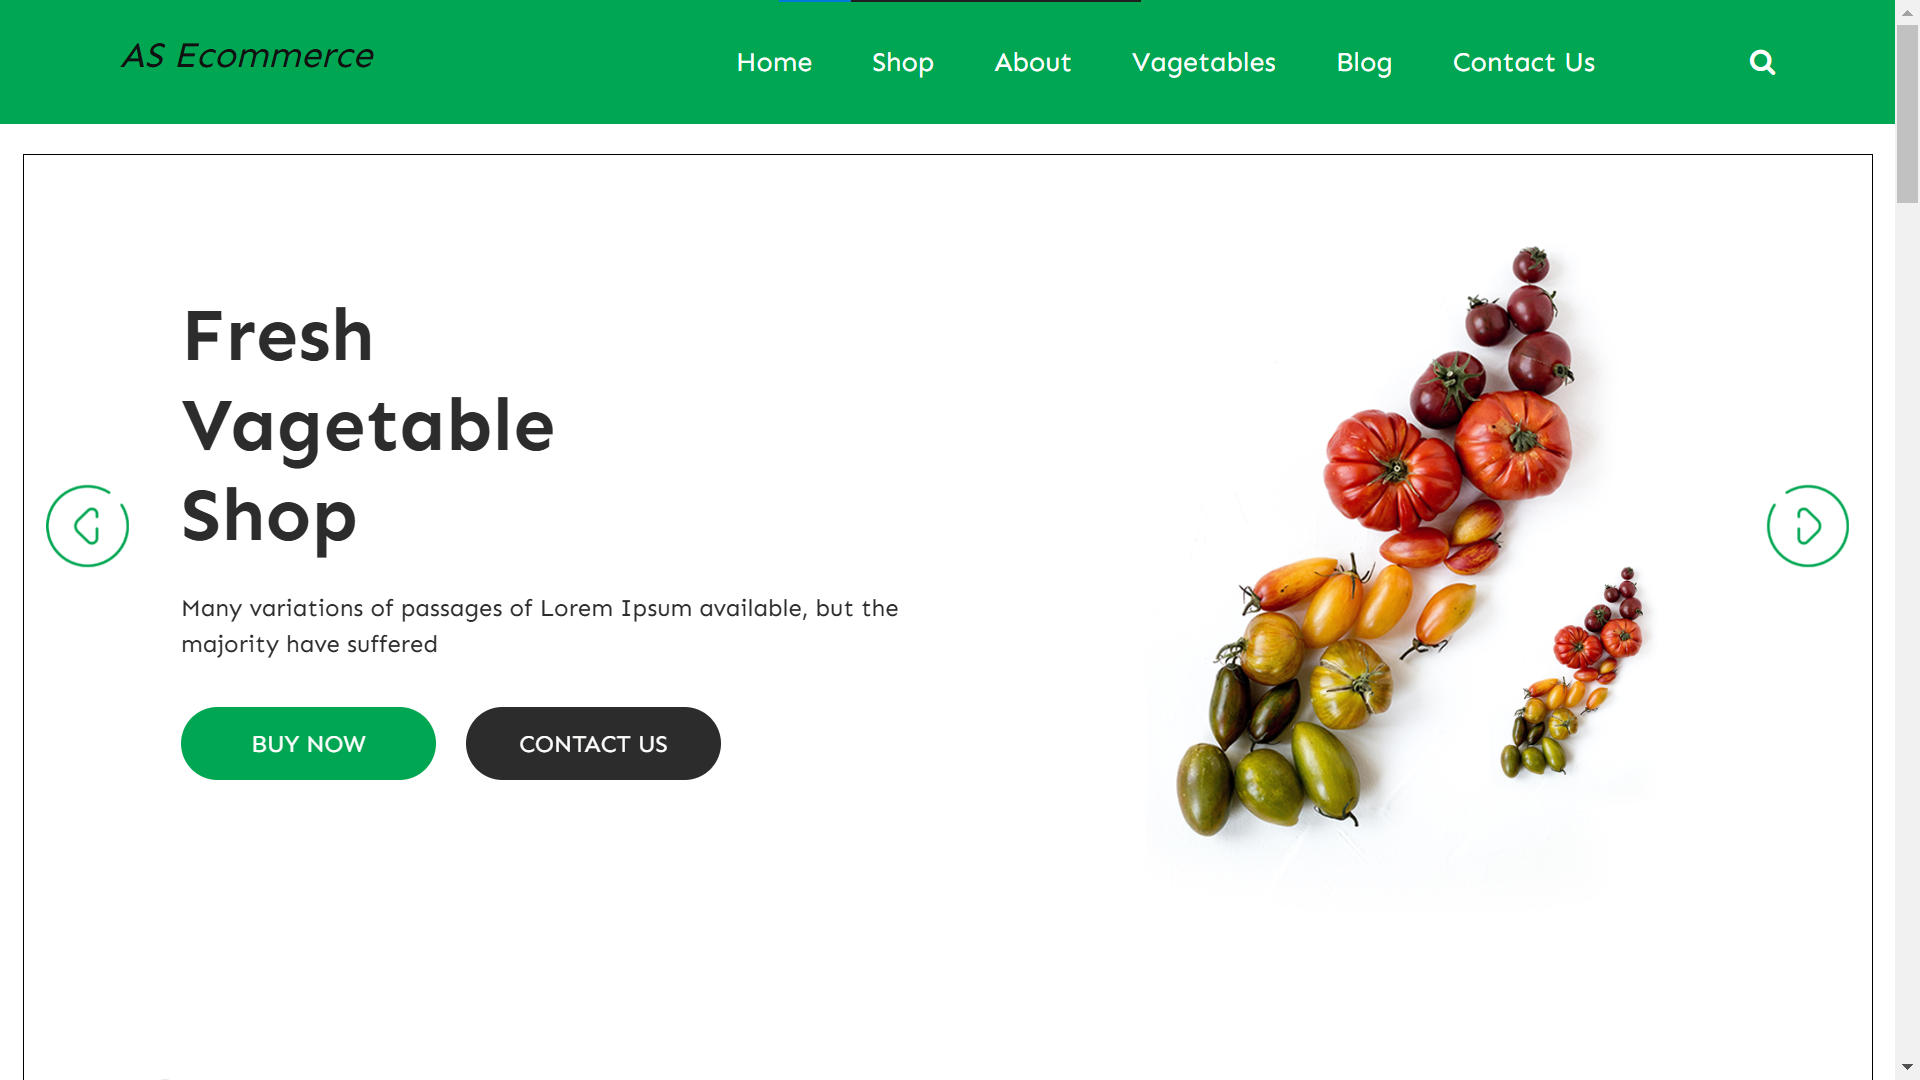 AS Ecommerce
Home Shop About Vagetables Blog Contact Us
Fresh
Vagetable
Shop
Many variations of passages of Lorem Ipsum available, but the
majority have suffered
BUY NOW CONTACT US